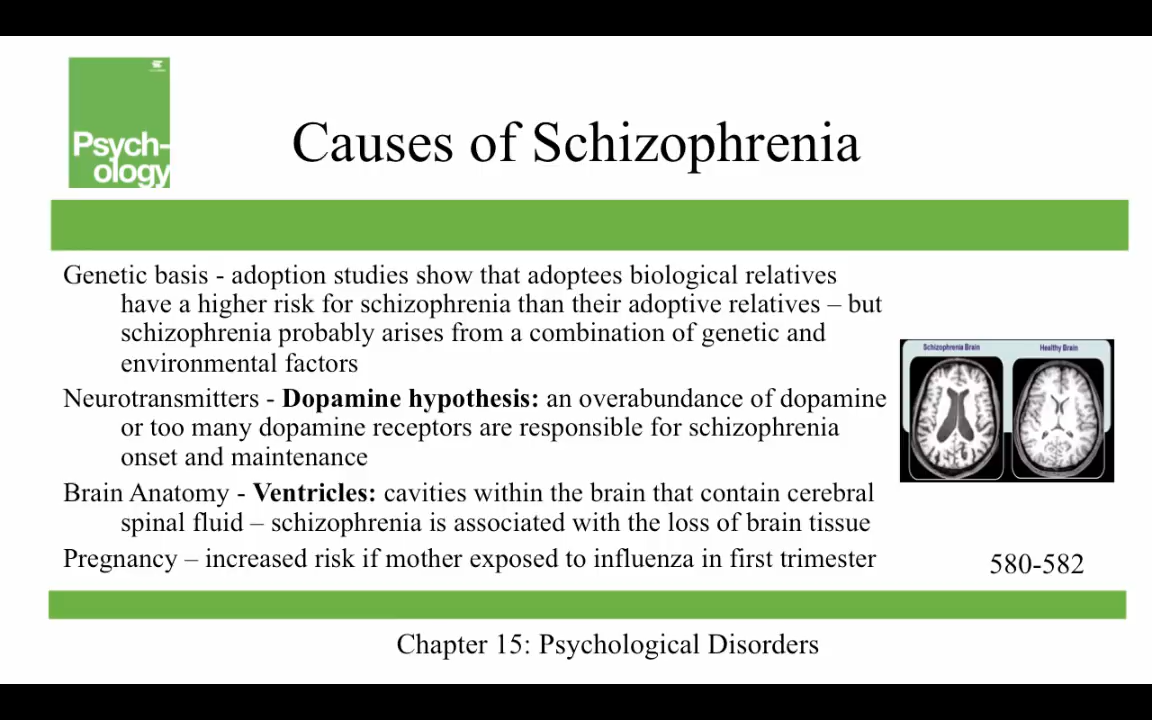 Psych-
ology
Causes of Schizophrenia
Genetic basis - adoption studies show that adoptees biological relatives
have a higher risk for schizophrenia than their adoptive relatives – but
schizophrenia probably arises from a combination of genetic and
environmental factors
Neurotransmitters - Dopamine hypothesis: an overabundance of dopamine
or too many dopamine receptors are responsible for schizophrenia
onset and maintenance
Brain Anatomy - Ventricles: cavities within the brain that contain cerebral
spinal fluid – schizophrenia is associated with the loss of brain tissue
Pregnancy – increased risk if mother exposed to influenza in first trimester
Schizophrenia Brain
Healthy Brain
580-582
Chapter 15: Psychological Disorders